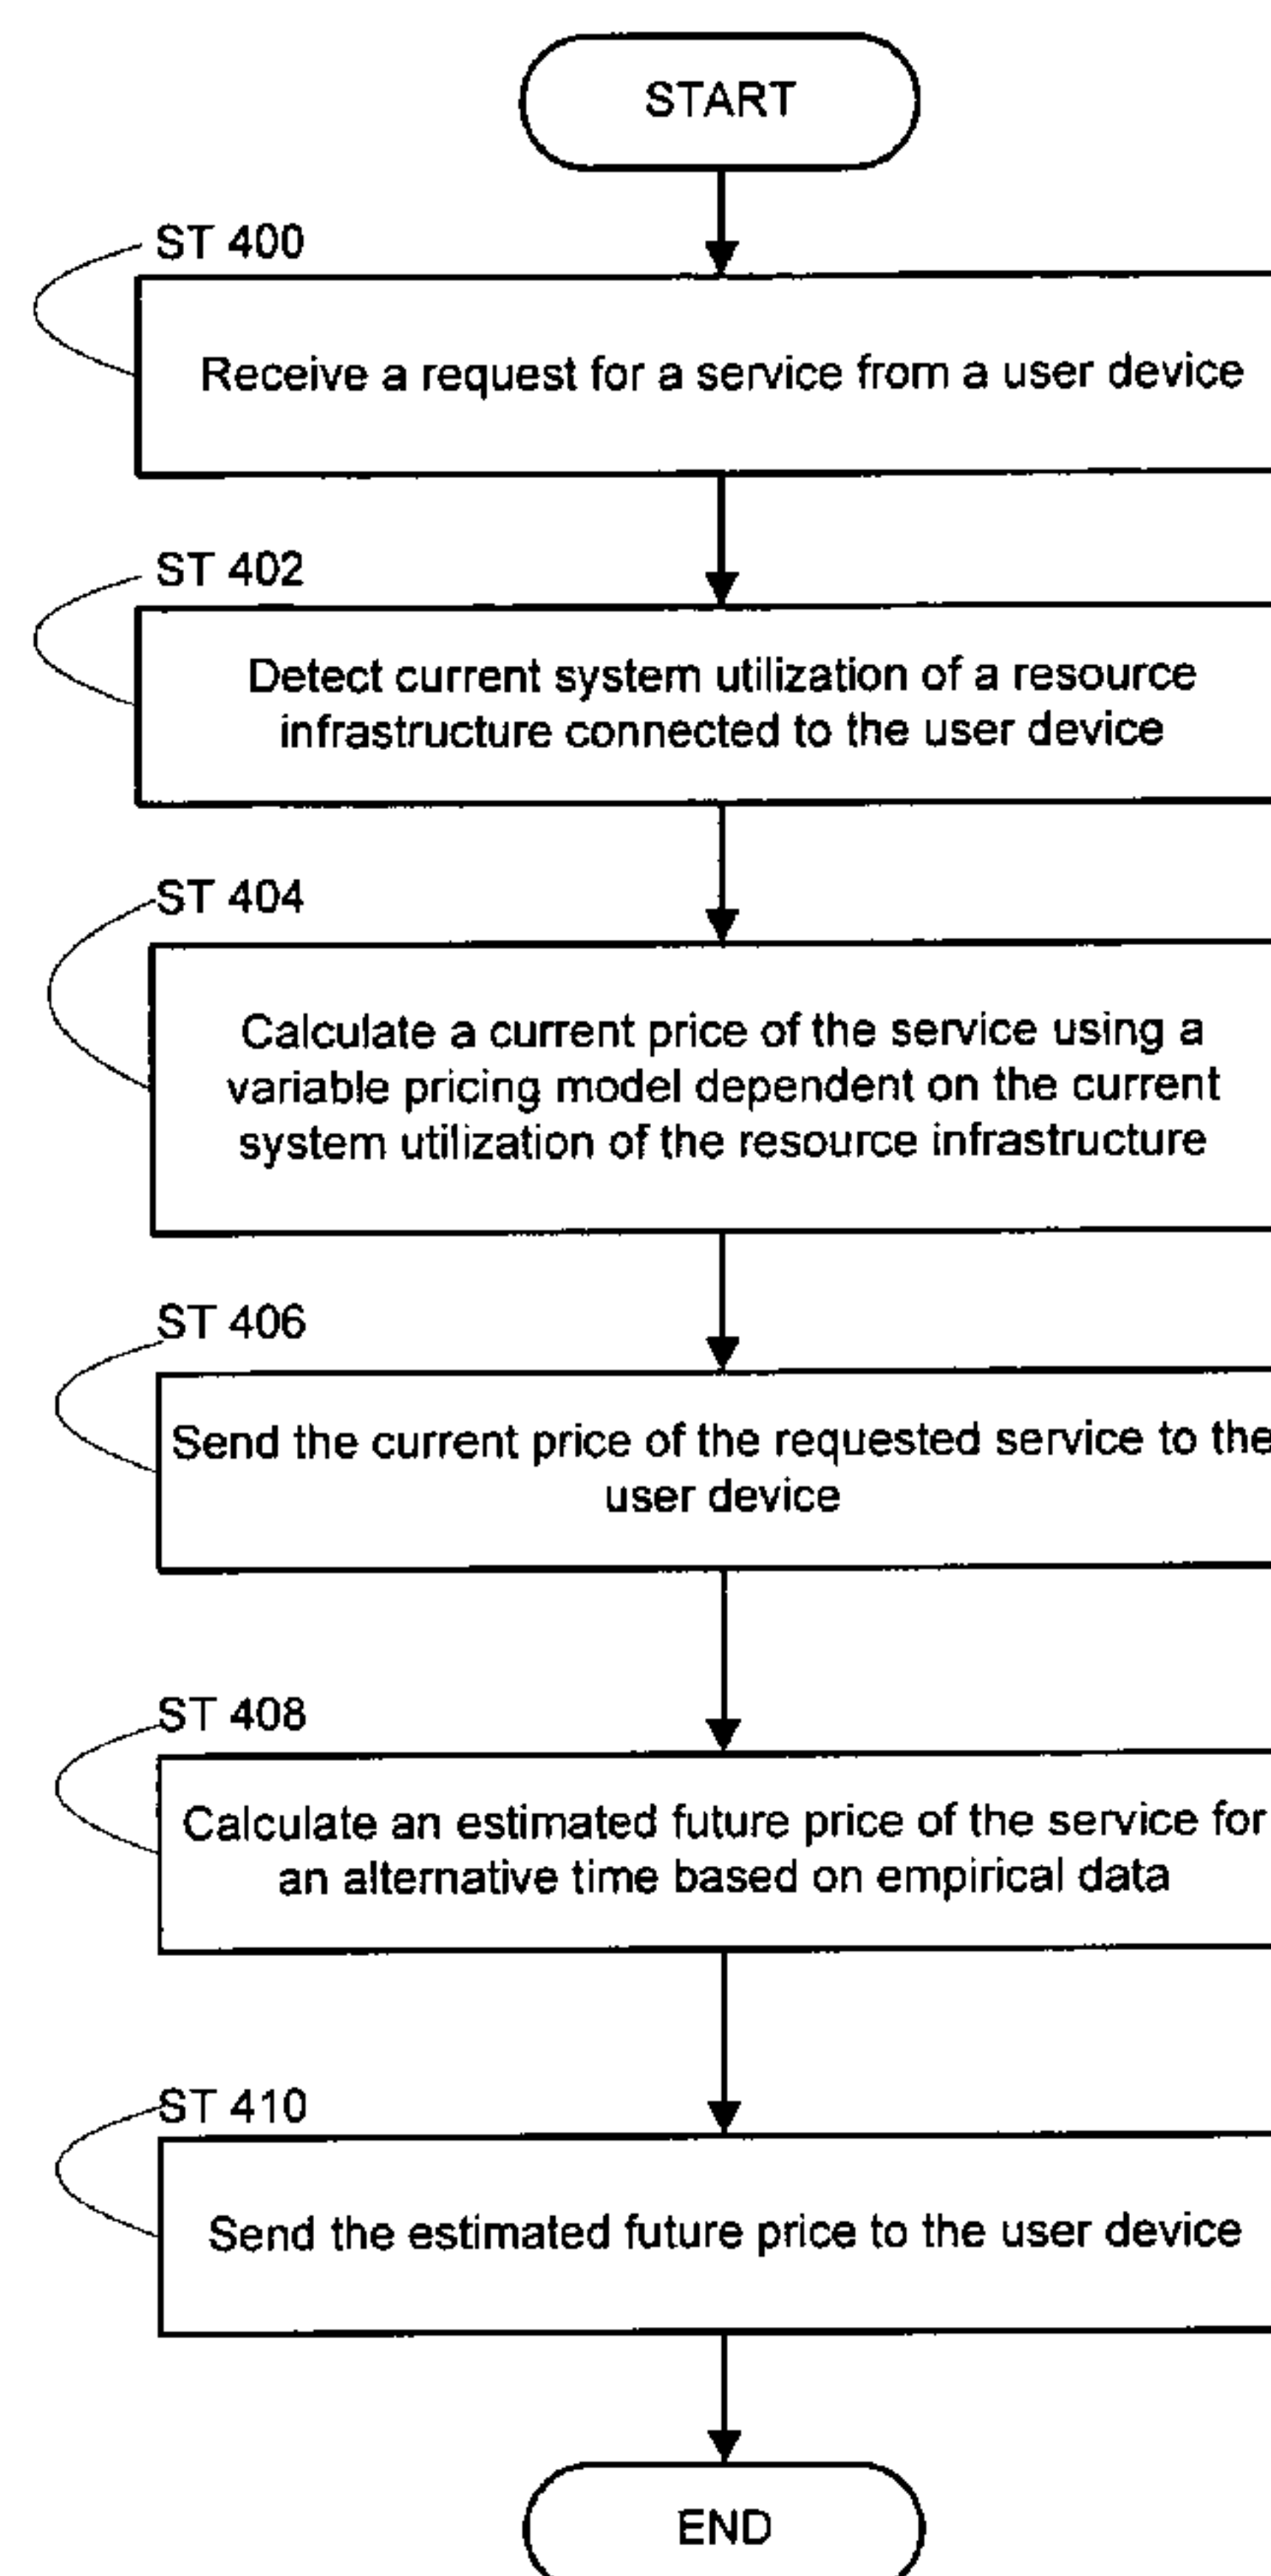 START
ST 400
Receive a request for a service from a user device
ST 402
Detect current system utilization of a resource
infrastructure connected to the user device
ST 404
Calculate a current price of the service using a
variable pricing model dependent on the current
system utilization of the resource infrastructure
ST 406
Send the current price of the requested service to the
user device
ST 408
Calculate an estimated future price of the service for
an alternative time based on empirical data
ST 410
Send the estimated future price to the user device
END